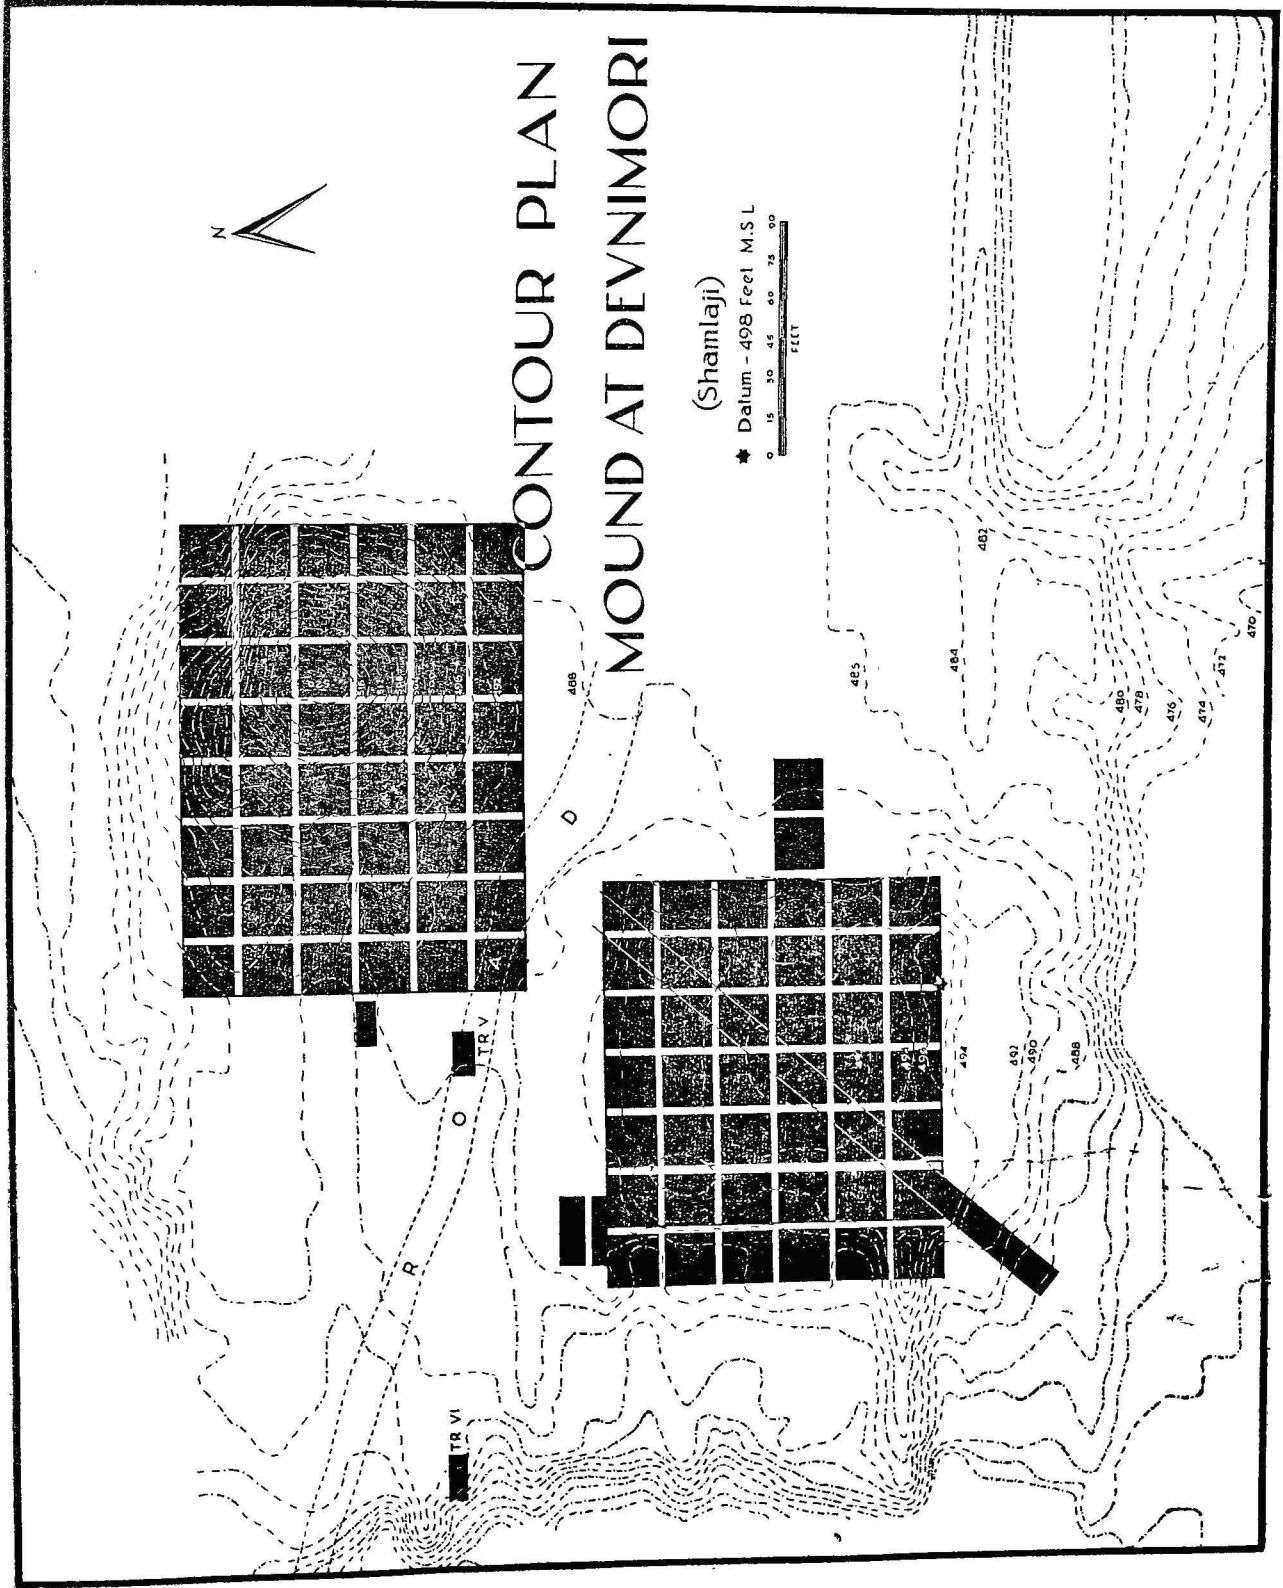 CONTOUR PLAN
MOUND AT DEVNIMORI
(Shamlaji)
Datum - 498 Feet M.S L
0 15 30 45 60 75 90
FEET
N
R O A D
TR V
TR VI
488
485
484
482
480
478
476
474
472
470
494
492
490
488